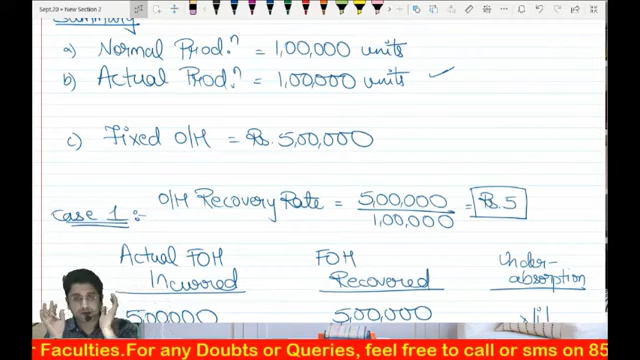 Sept.20 » New Section 2
Summary
a) Normal Prod.n = 1,00,000 units
b) Actual Prod.n = 1,00,000 units ✓
c) Fixed O/H = Rs. 5,00,000
Case 1 :- O/H Recovery Rate = 5,00,000 / 1,00,000 = Rs. 5
Actual FOH Incurred
FOH Recovered
Under-absorption
5,00,000
5,00,000
Nil
r Faculties.For any Doubts or Queries, feel free to call or sms on 85